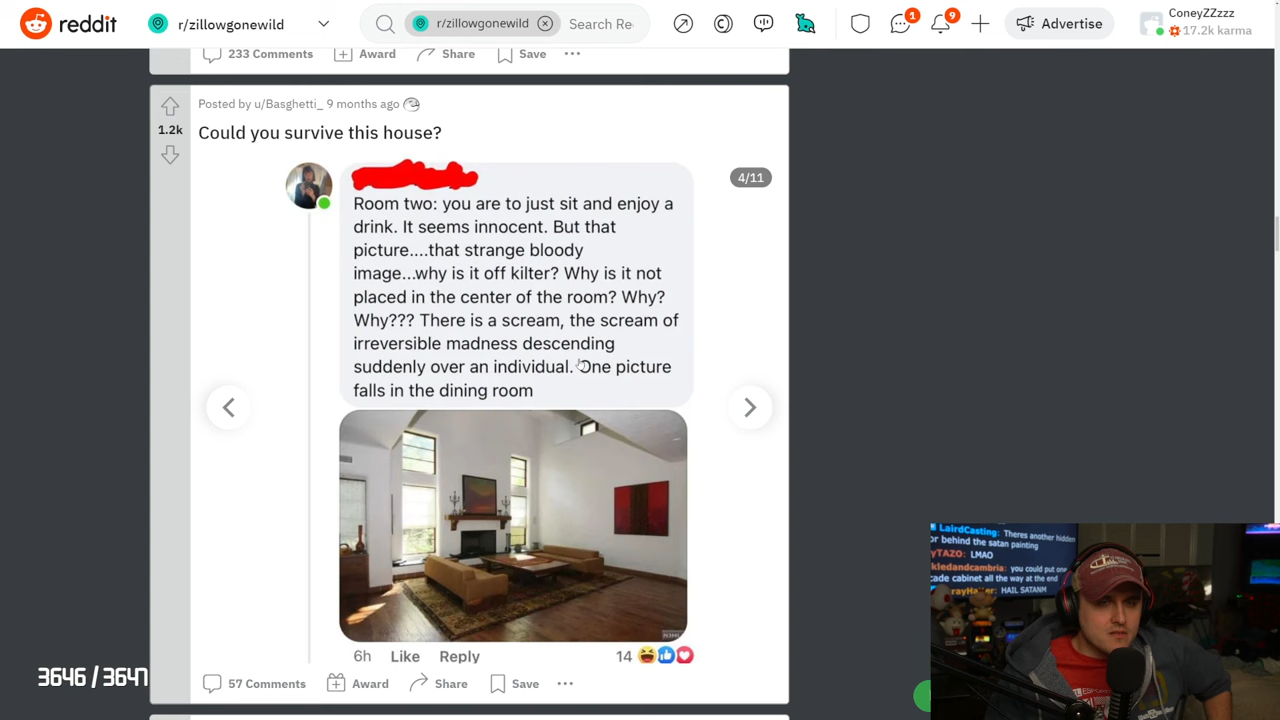 reddit
r/zillowgonewild
r/zillowgonewild
Search Re
1
9
Advertise
ConeyZZzzz
17.2k karma
233 Comments
Award
Share
Save
Posted by u/Basghetti_ 9 months ago
1.2k
Could you survive this house?
4/11
Room two: you are to just sit and enjoy a
drink. It seems innocent. But that
picture....that strange bloody
image...why is it off kilter? Why is it not
placed in the center of the room? Why?
Why??? There is a scream, the scream of
irreversible madness descending
suddenly over an individual. One picture
falls in the dining room
6h Like Reply
14
57 Comments
Award
Share
Save
3646 / 3647
LairdCasting: Theres another hidden
or behind the satan painting
yTAZO: LMAO
kledandcambria: you could put one
cade cabinet all the way at the end
HAIL SATANM